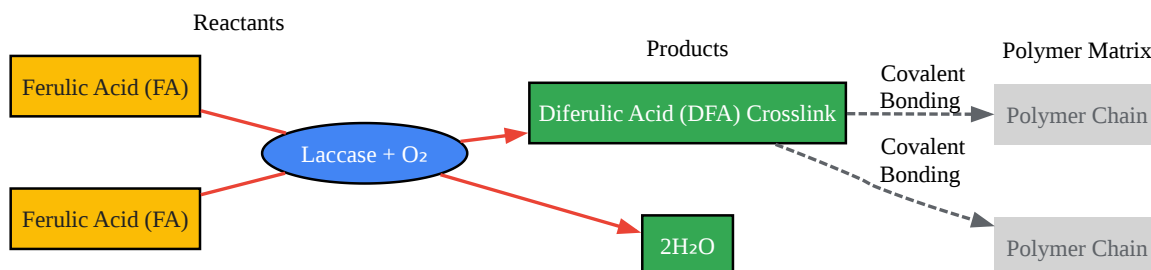 Reactants
Products
Polymer Matrix
Ferulic Acid (FA)
Ferulic Acid (FA)
Laccase + O₂
Diferulic Acid (DFA) Crosslink
2H₂O
Covalent
Bonding
Covalent
Bonding
Polymer Chain
Polymer Chain